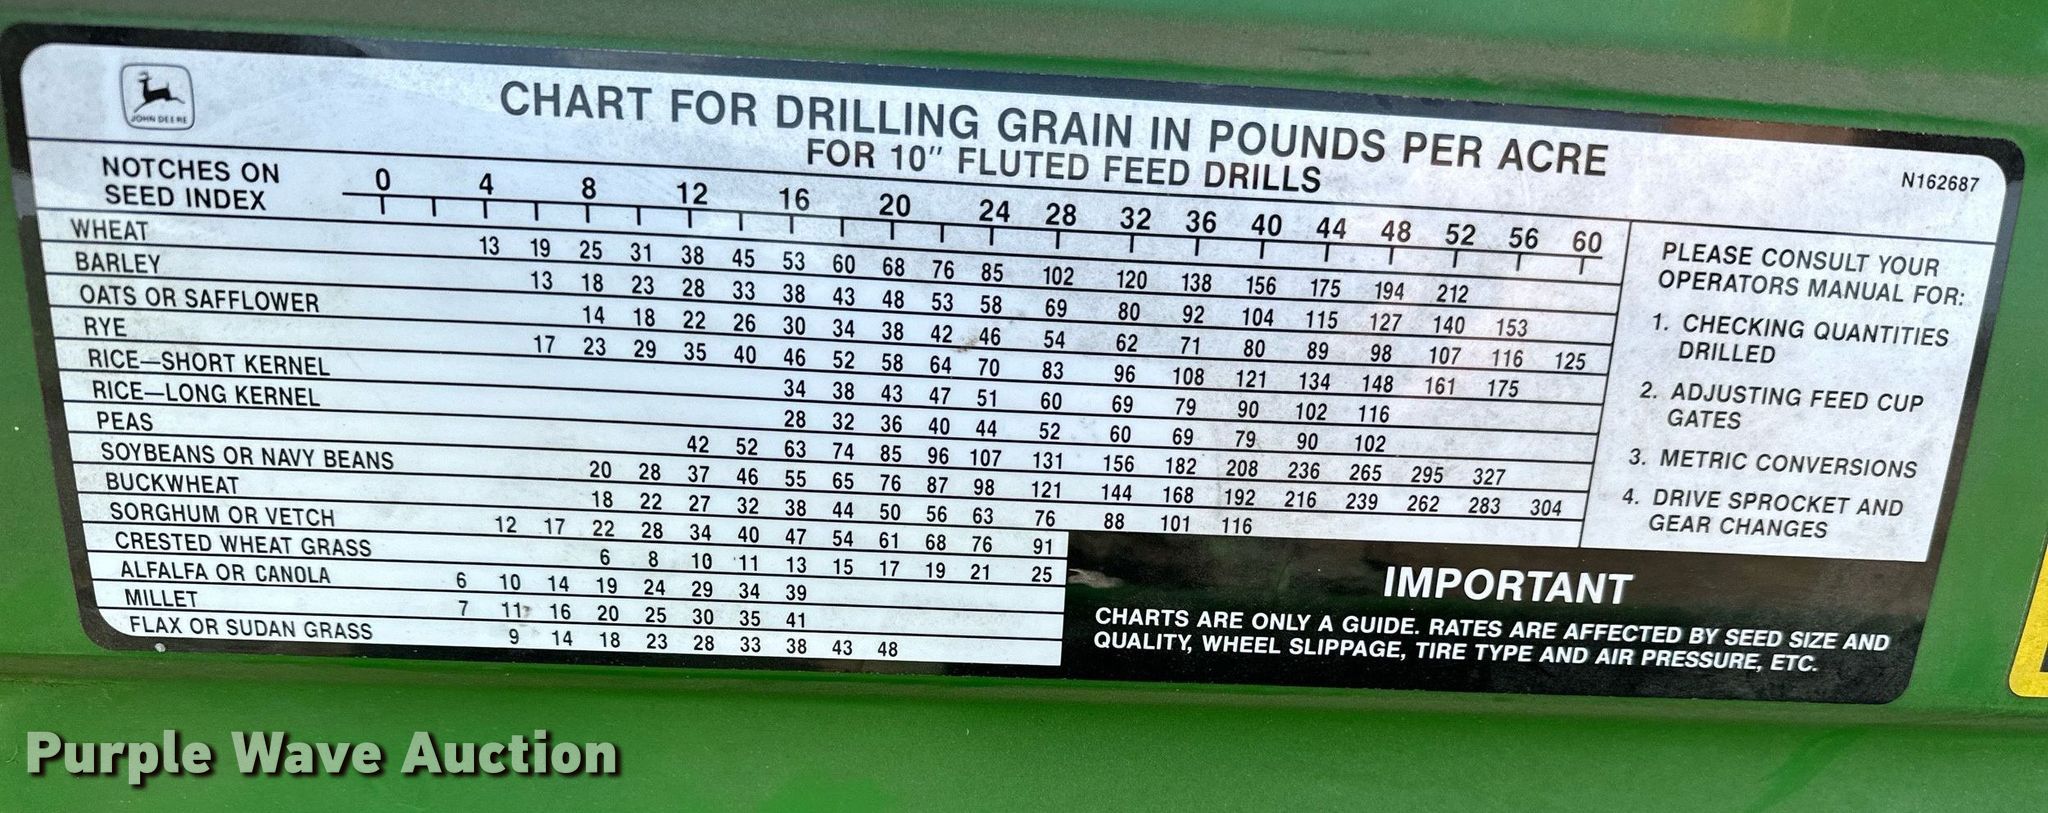 JOHN DEERE
CHART FOR DRILLING GRAIN IN POUNDS PER ACRE
FOR 10" FLUTED FEED DRILLS
N162687
NOTCHES ON
SEED INDEX
0 4 8 12 16 20 24 28 32 36 40 44 48 52 56 60
WHEAT 13 19 25 31 38 45 53 60 68 76 85 102 120 138 156 175 194 212
BARLEY 13 18 23 28 33 38 43 48 53 58 69 80 92 104 115 127 140 153
OATS OR SAFFLOWER 14 18 22 26 30 34 38 42 46 54 62 71 80 89 98 107 116 125
RYE 17 23 29 35 40 46 52 58 64 70 83 96 108 121 134 148 161 175
RICE—SHORT KERNEL 34 38 43 47 51 60 69 79 90 102 116
RICE—LONG KERNEL 28 32 36 40 44 52 60 69 79 90 102
PEAS 42 52 63 74 85 96 107 131 156 182 208 236 265 295 327
SOYBEANS OR NAVY BEANS 20 28 37 46 55 65 76 87 98 121 144 168 192 216 239 262 283 304
BUCKWHEAT 18 22 27 32 38 44 50 56 63 76 88 101 116
SORGHUM OR VETCH 12 17 22 28 34 40 47 54 61 68 76 91
CRESTED WHEAT GRASS 6 8 10 11 13 15 17 19 21 25
ALFALFA OR CANOLA 6 10 14 19 24 29 34 39
MILLET 7 11 16 20 25 30 35 41
FLAX OR SUDAN GRASS 9 14 18 23 28 33 38 43 48
PLEASE CONSULT YOUR
OPERATORS MANUAL FOR:
1. CHECKING QUANTITIES
DRILLED
2. ADJUSTING FEED CUP
GATES
3. METRIC CONVERSIONS
4. DRIVE SPROCKET AND
GEAR CHANGES
IMPORTANT
CHARTS ARE ONLY A GUIDE. RATES ARE AFFECTED BY SEED SIZE AND
QUALITY, WHEEL SLIPPAGE, TIRE TYPE AND AIR PRESSURE, ETC.
Purple Wave Auction